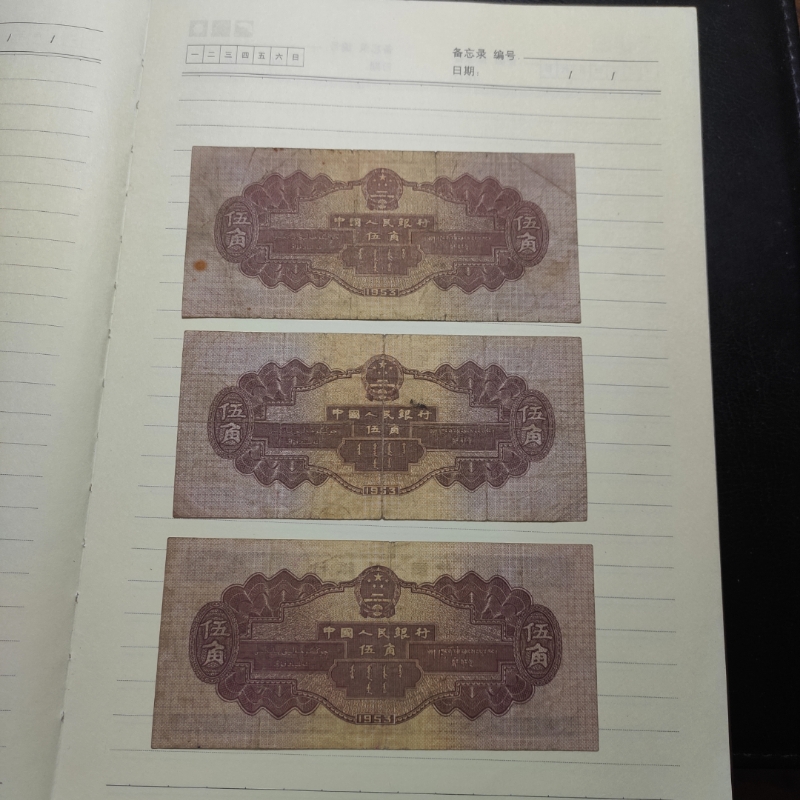 一二三四五六日
备忘录 编号
日期: / /
中国人民银行
伍角
伍角
伍角
1953
中國人民銀行
伍角
伍角
伍角
1953
中國人民銀行
伍角
伍角
伍角
1953